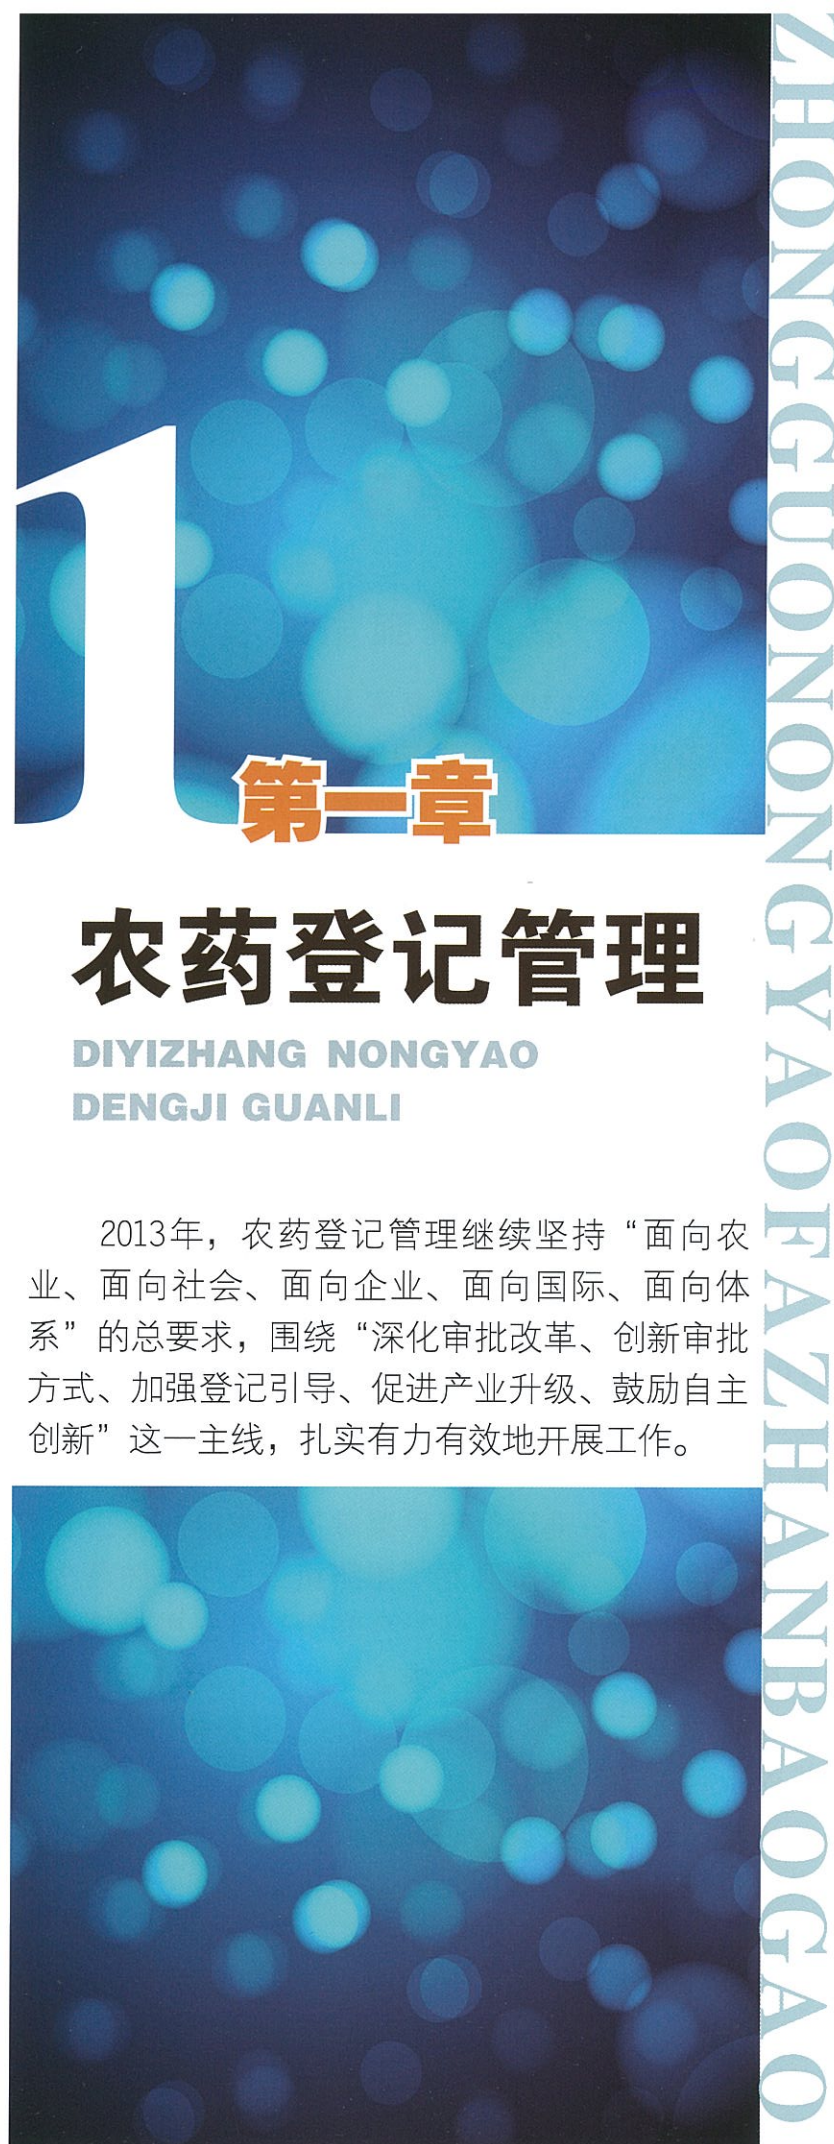 1
第一章
农药登记管理
DIYIZHANG NONGYAO
DENGJI GUANLI
2013年，农药登记管理继续坚持“面向农
业、面向社会、面向企业、面向国际、面向体
系”的总要求，围绕“深化审批改革、创新审批
方式、加强登记引导、促进产业升级、鼓励自主
创新”这一主线，扎实有力有效地开展工作。
ZHONGGUONONGYAOFAZHANBAOGAO